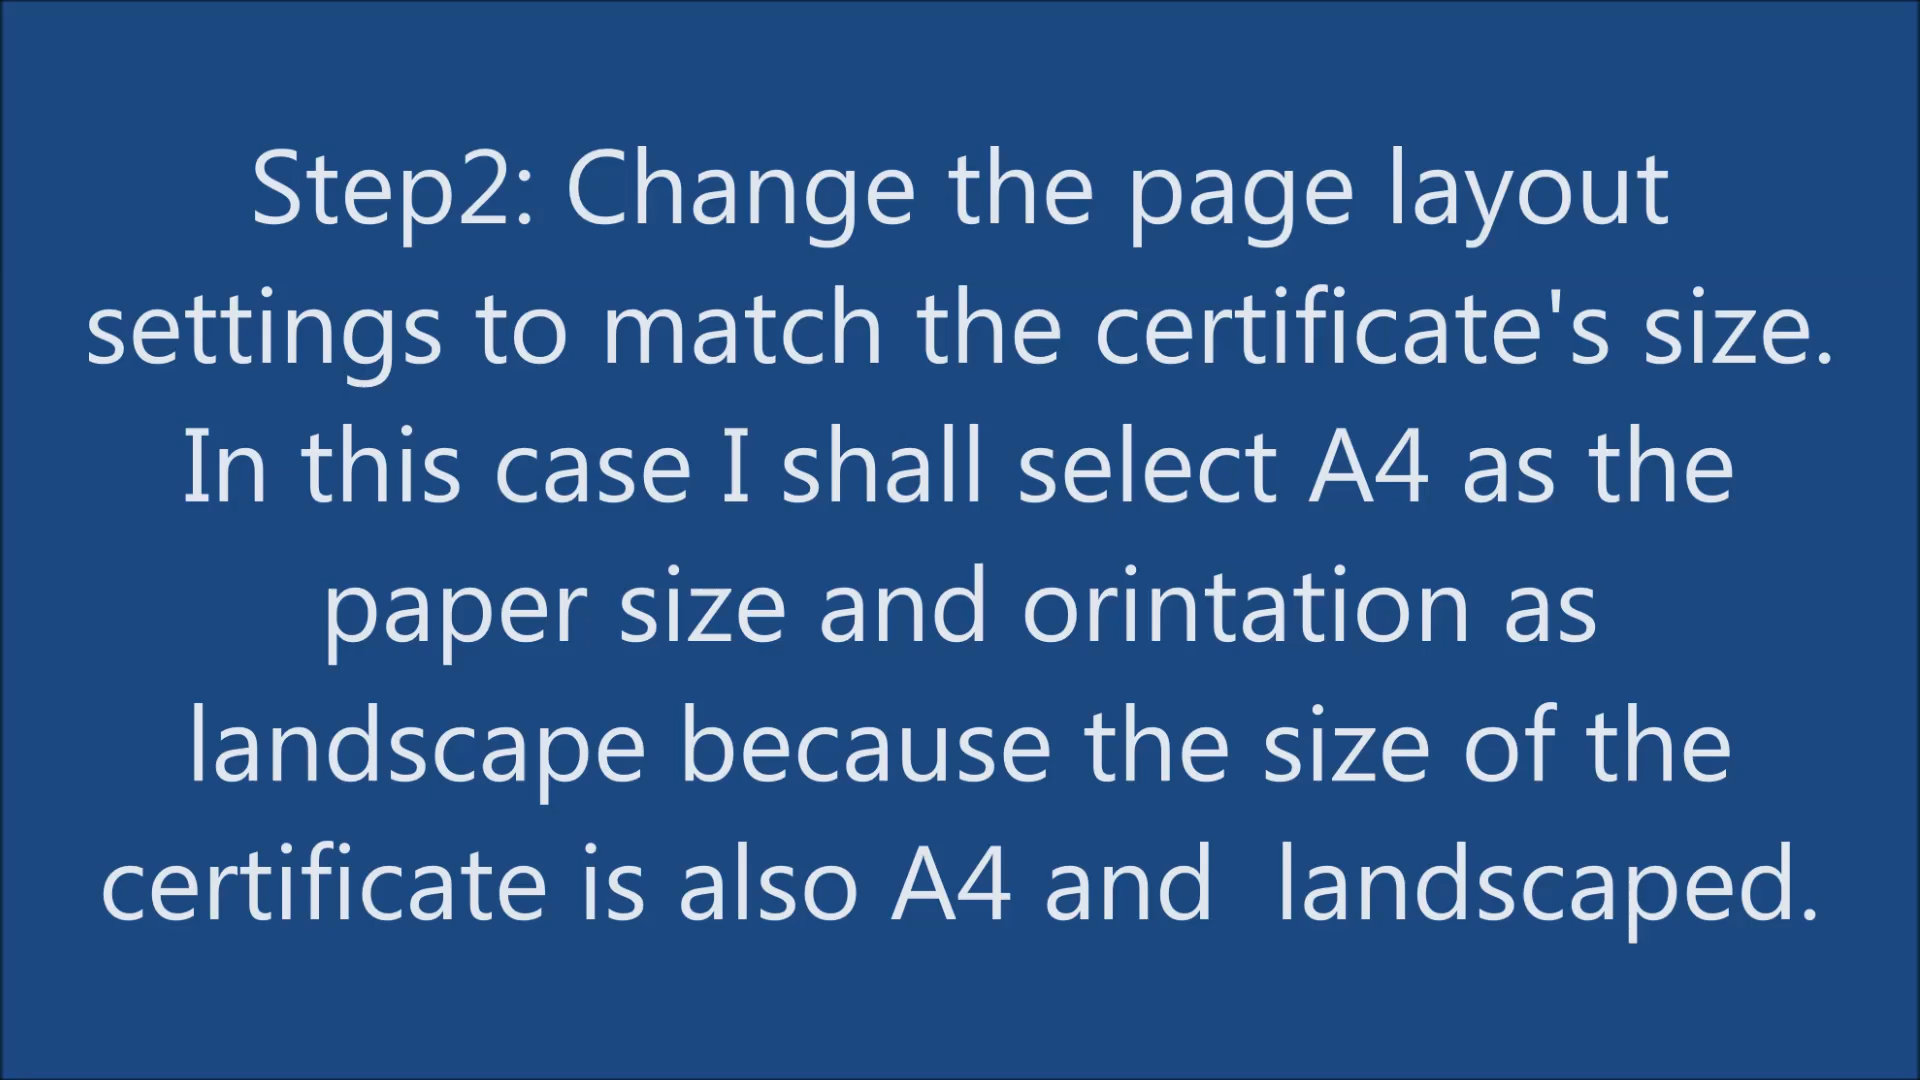 Step2: Change the page layout
settings to match the certificate's size.
In this case I shall select A4 as the
paper size and orintation as
landscape because the size of the
certificate is also A4 and  landscaped.